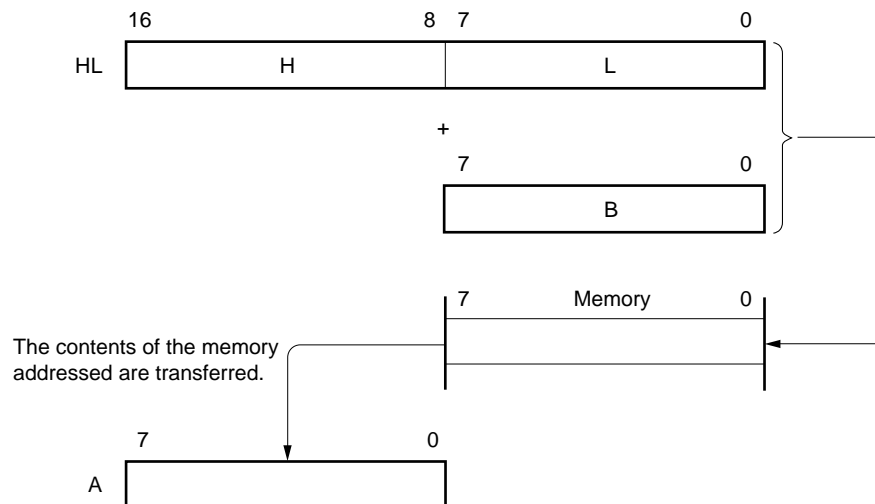 16 8 7 0
HL H L
+
7 0
B
7 Memory 0
The contents of the memory
addressed are transferred.
7 0
A